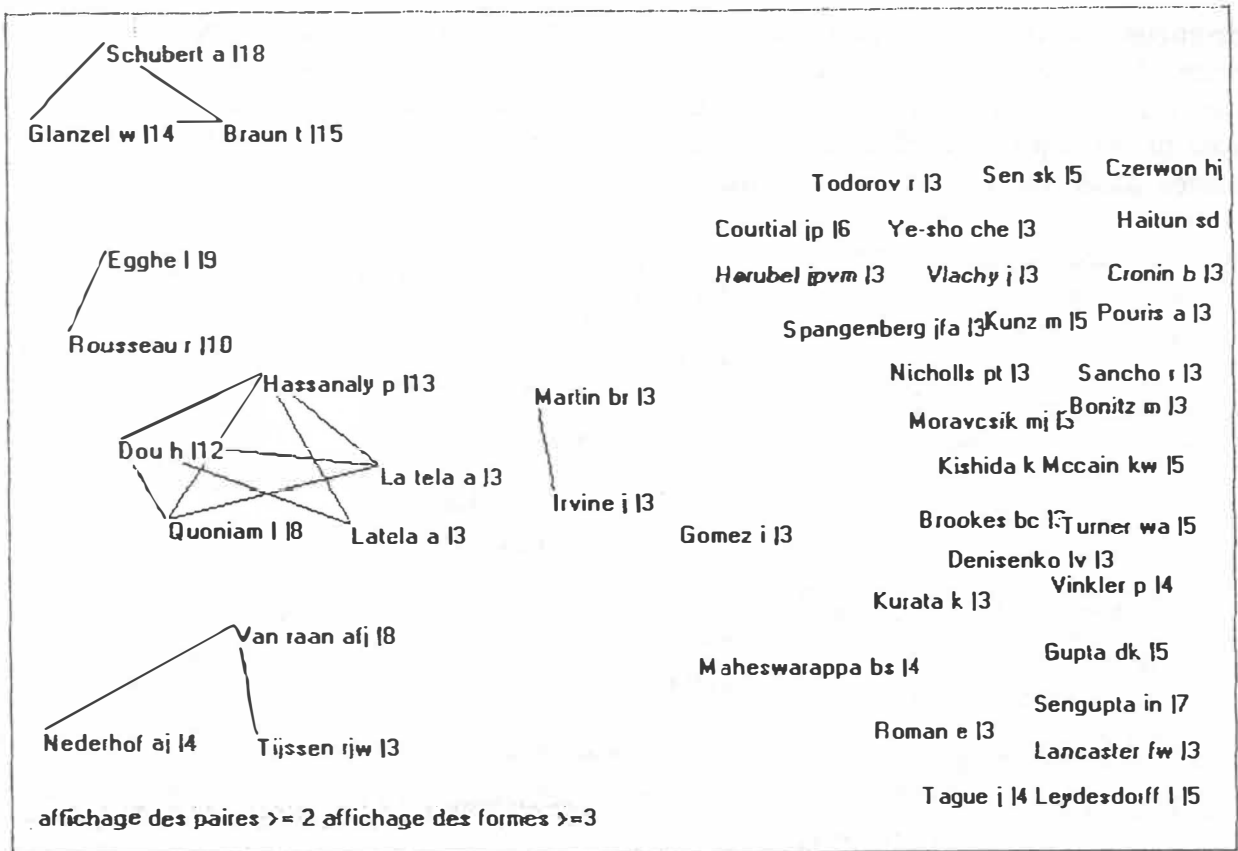 Schubert a |18
Glanzel w |14 Braun t |15
Todorov r |3 Sen sk |5 Czerwon hj
Courtial jp |6 Ye-sho che |3 Haitun sd
Egghe l |9
Herubel jpvm |3 Vlachy j |3 Cronin b |3
Spangenberg jfa |3 Kunz m |5 Pouris a |3
Rousseau r |10
Hassanaly p |13
Nicholls pt |3 Sancho r |3
Martin br |3
Moravcsik mj Bonitz m |3
Dou h |12
La tela a |3
Kishida k Mccain kw |5
Irvine j |3
Quoniam l |8 Latela a |3 Gomez i |3
Brookes bc |3 Turner wa |5
Denisenko lv |3
Vinkler p |4
Kurata k |3
Van raan afj |8
Maheswarappa bs |4 Gupta dk |5
Sengupta in |7
Nederhof aj |4 Tijssen rjw |3
Roman e |3
Lancaster fw |3
Tague j |4 Leydesdorff l |5
affichage des paires >= 2 affichage des formes >=3